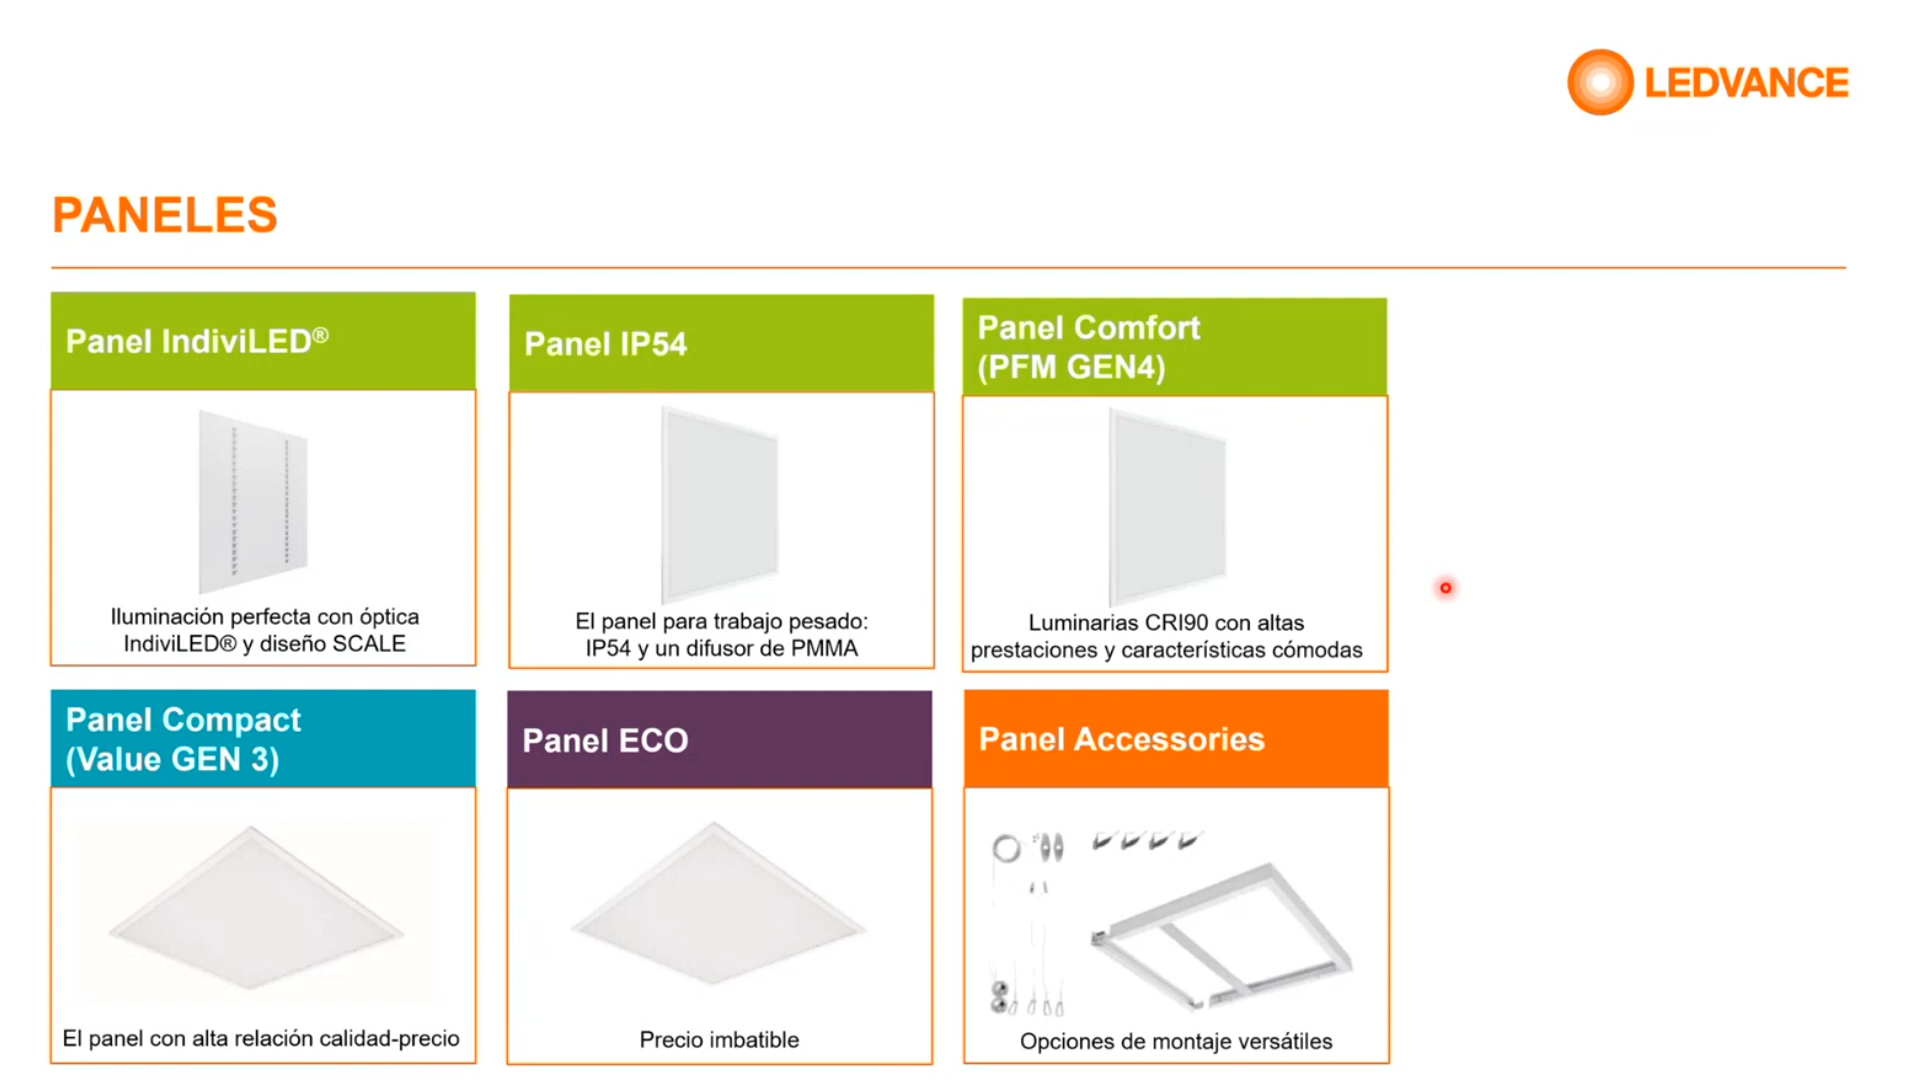 LEDVANCE
PANELES
Panel IndiviLED®
Iluminación perfecta con óptica
IndiviLED® y diseño SCALE
Panel IP54
El panel para trabajo pesado:
IP54 y un difusor de PMMA
Panel Comfort
(PFM GEN4)
Luminarias CRI90 con altas
prestaciones y características cómodas
Panel Compact
(Value GEN 3)
El panel con alta relación calidad-precio
Panel ECO
Precio imbatible
Panel Accessories
Opciones de montaje versátiles